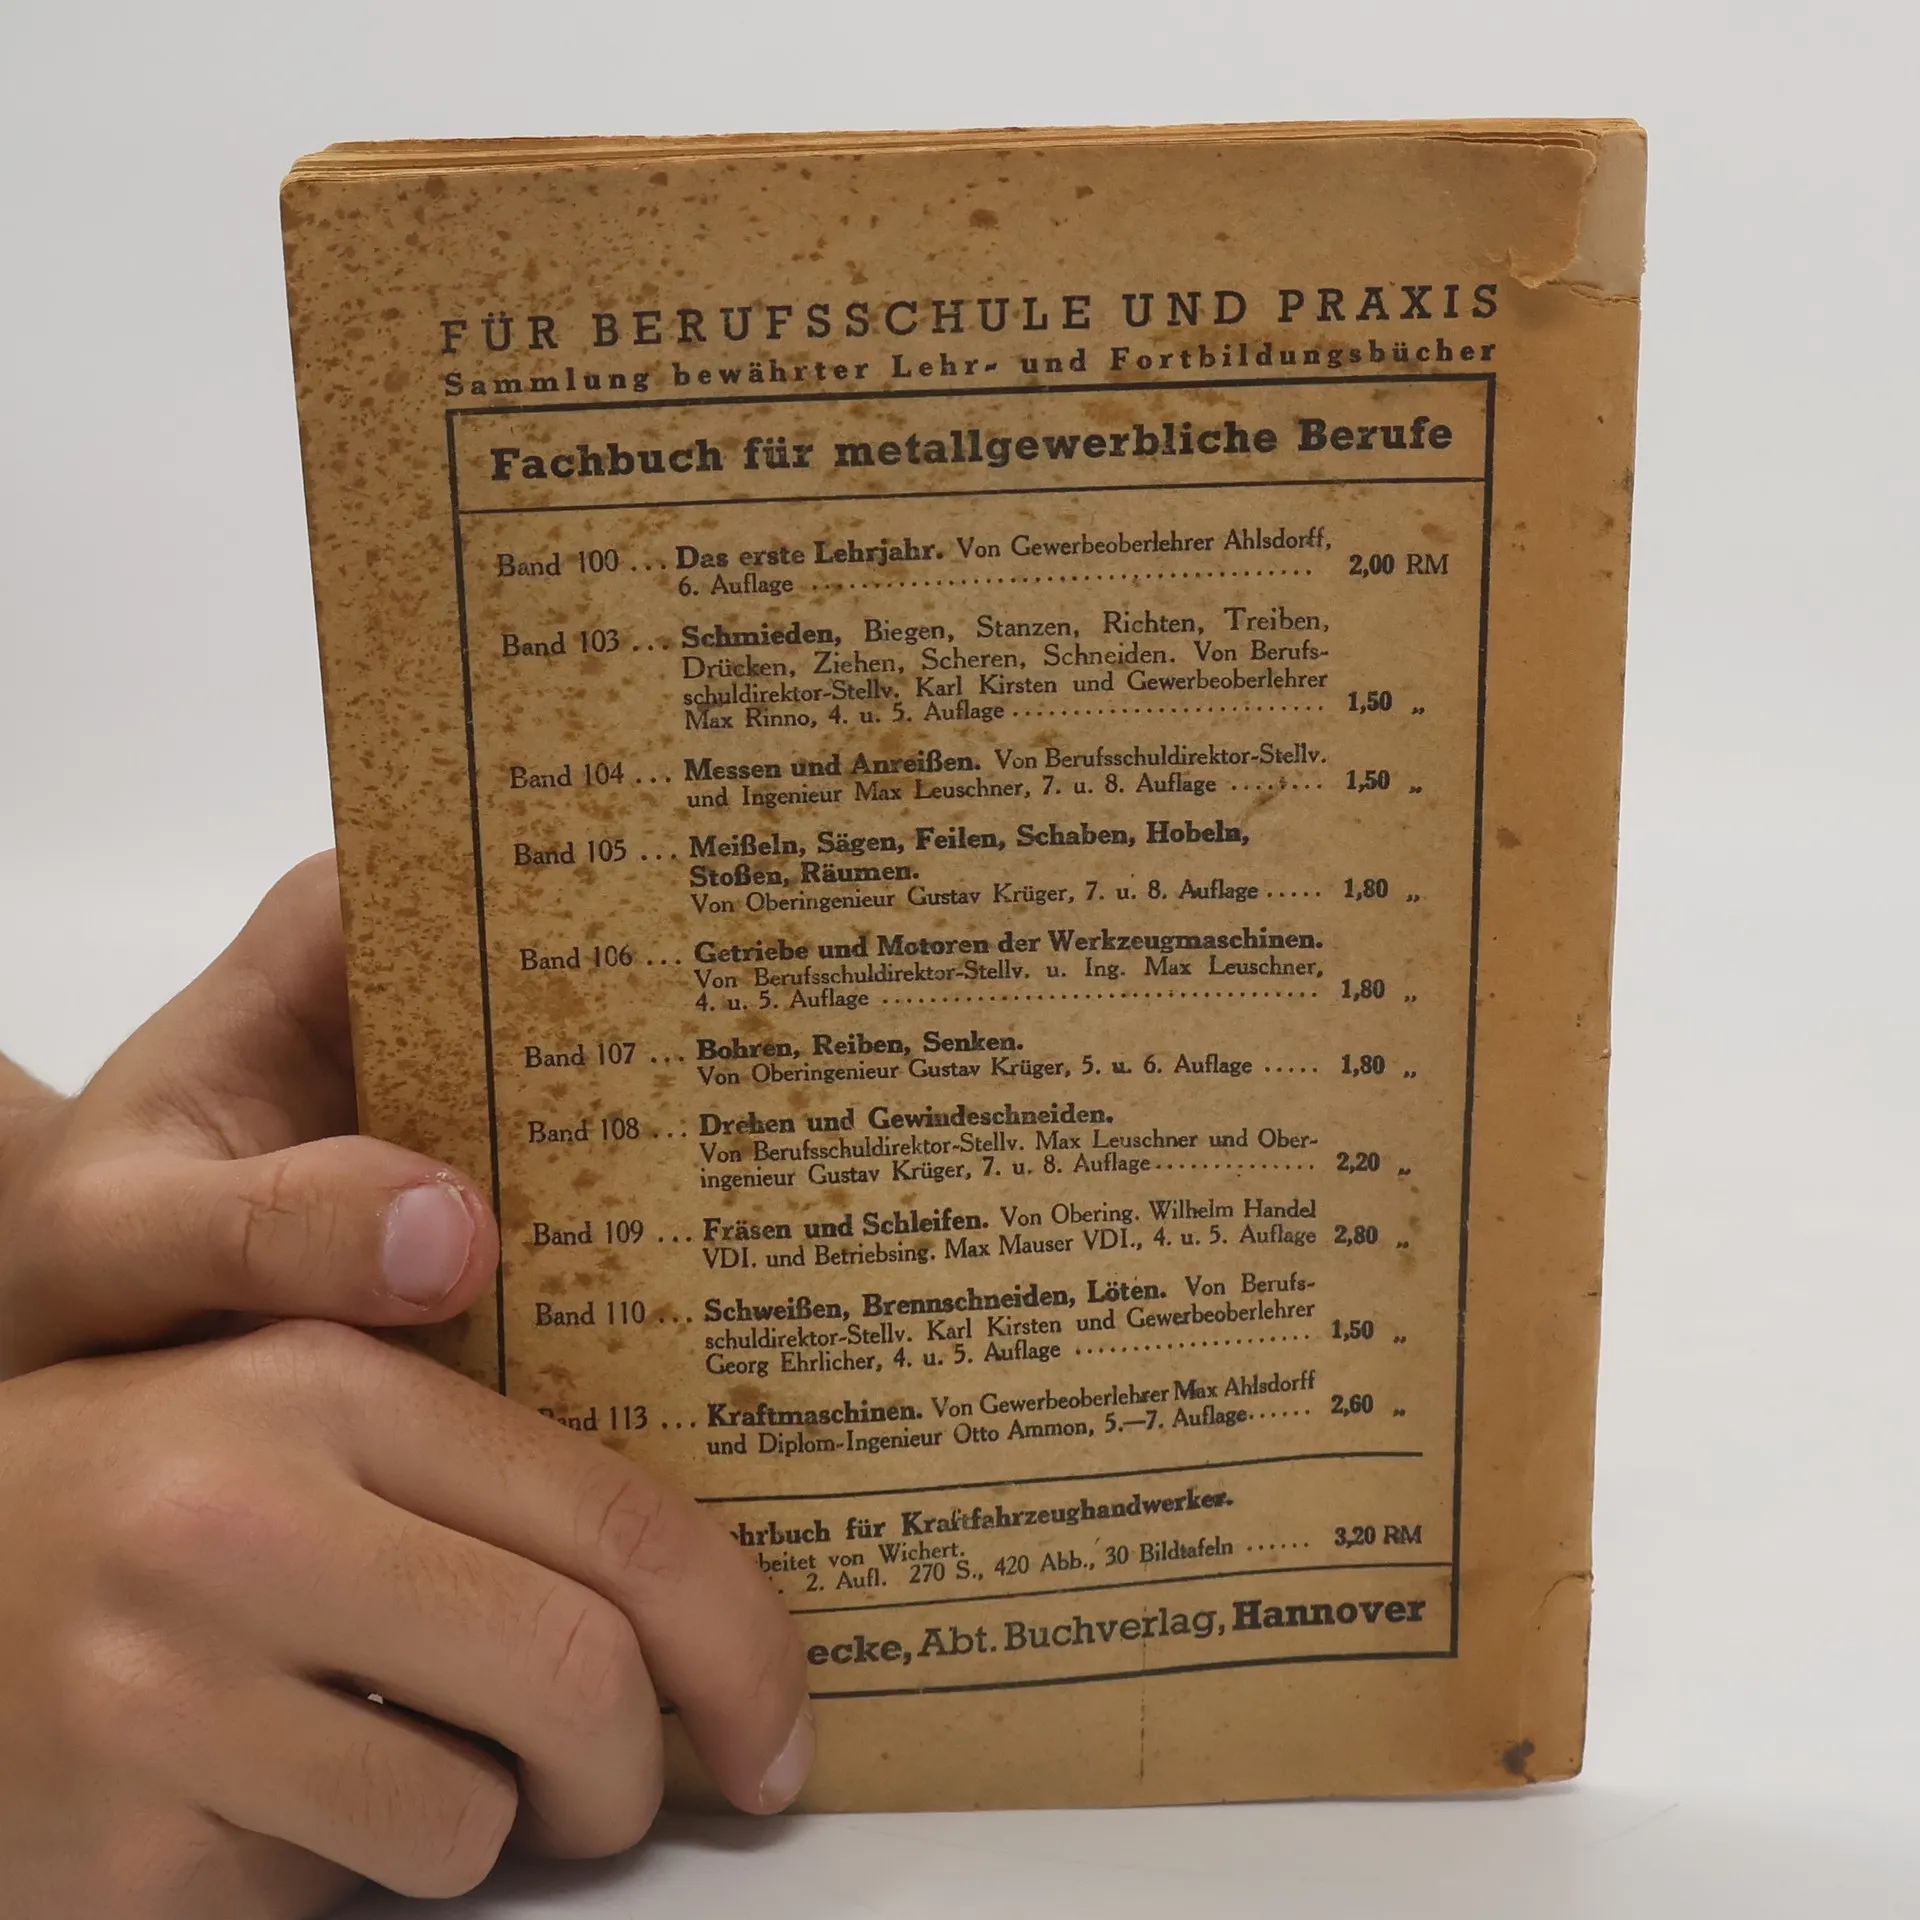 FÜR BERUFSSCHULE UND PRAXIS
Sammlung bewährter Lehr- und Fortbildungsbücher
Fachbuch für metallgewerbliche Berufe
Band 100 ... Das erste Lehrjahr. Von Gewerbeoberlehrer Ahlsdorff,
6. Auflage ........................................ 2,00 RM
Band 103 ... Schmieden, Biegen, Stanzen, Richten, Treiben,
Drücken, Ziehen, Scheren, Schneiden. Von Berufs-
schuldirektor-Stellv. Karl Kirsten und Gewerbeoberlehrer
Max Rinno, 4. u. 5. Auflage .......................... 1,50 „
Band 104 ... Messen und Anreißen. Von Berufsschuldirektor-Stellv.
und Ingenieur Max Leuschner, 7. u. 8. Auflage ........ 1,50 „
Band 105 ... Meißeln, Sägen, Feilen, Schaben, Hobeln,
Stoßen, Räumen.
Von Oberingenieur Gustav Krüger, 7. u. 8. Auflage ..... 1,80 „
Band 106 ... Getriebe und Motoren der Werkzeugmaschinen.
Von Berufsschuldirektor-Stellv. u. Ing. Max Leuschner,
4. u. 5. Auflage .................................... 1,80 „
Band 107 ... Bohren, Reiben, Senken.
Von Oberingenieur Gustav Krüger, 5. u. 6. Auflage ..... 1,80 „
Band 108 ... Drehen und Gewindeschneiden.
Von Berufsschuldirektor-Stellv. Max Leuschner und Ober-
ingenieur Gustav Krüger, 7. u. 8. Auflage.............. 2,20 „
Band 109 ... Fräsen und Schleifen. Von Obering. Wilhelm Handel
VDI. und Betriebsing. Max Mauser VDI., 4. u. 5. Auflage 2,80 „
Band 110 ... Schweißen, Brennschneiden, Löten. Von Berufs-
schuldirektor-Stellv. Karl Kirsten und Gewerbeoberlehrer
Georg Ehrlicher, 4. u. 5. Auflage .................... 1,50 „
Band 113 ... Kraftmaschinen. Von Gewerbeoberlehrer Max Ahlsdorff
und Diplom-Ingenieur Otto Ammon, 5.—7. Auflage...... 2,60 „
für Kraftfahrzeughandwerker.
von Wichert.
2. Aufl. 270 S., 420 Abb., 30 Bildtafeln ...... 3,20 RM
ecke, Abt. Buchverlag, Hannover